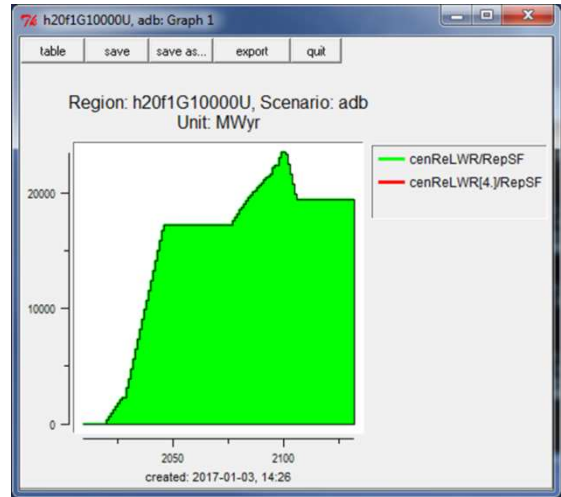 h20f1G10000U, adb: Graph 1
table save save as... export quit
Region: h20f1G10000U, Scenario: adb
Unit: MWyr
cenReLWR/RepSF
cenReLWR[4.]/RepSF
20000
10000
0
2050 2100
created: 2017-01-03, 14:26